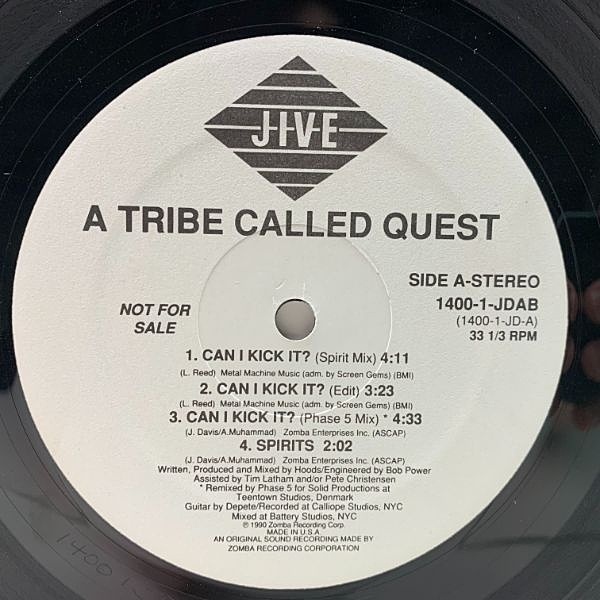 JIVE
A TRIBE CALLED QUEST
SIDE A-STEREO
1400-1-JDAB
(1400-1-JD-A)
33 1/3 RPM
NOT FOR
SALE
1. CAN I KICK IT? (Spirit Mix) 4:11
(L. Reed) Metal Machine Music (adm. by Screen Gems) (BMI)
2. CAN I KICK IT? (Edit) 3:23
(L. Reed) Metal Machine Music (adm. by Screen Gems) (BMI)
3. CAN I KICK IT? (Phase 5 Mix) * 4:33
(J. Davis/A.Muhammad) Zomba Enterprises Inc. (ASCAP)
4. SPIRITS 2:02
(J. Davis/A.Muhammad) Zomba Enterprises Inc. (ASCAP)
Written, Produced and Mixed by Hoods/Engineered by Bob Power
Assisted by Tim Latham and/or Pete Christensen
* Remixed by Phase 5 for Solid Productions at
Teentown Studios, Denmark
Guitar by Depete/Recorded at Calliope Studios, NYC
Mixed at Battery Studios, NYC
℗ 1990 Zomba Recording Corp.
MADE IN U.S.A.
AN ORIGINAL SOUND RECORDING MADE BY
ZOMBA RECORDING CORPORATION
1400 1